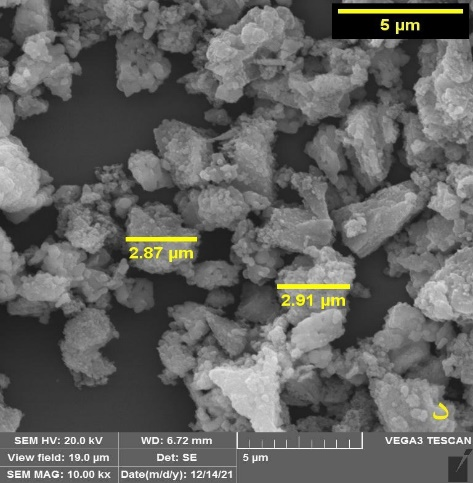 5 µm
2.87 µm
2.91 µm
د
SEM HV: 20.0 kV
WD: 6.72 mm
VEGA3 TESCAN
View field: 19.0 µm
Det: SE
5 µm
SEM MAG: 10.00 kx
Date(m/d/y): 12/14/21